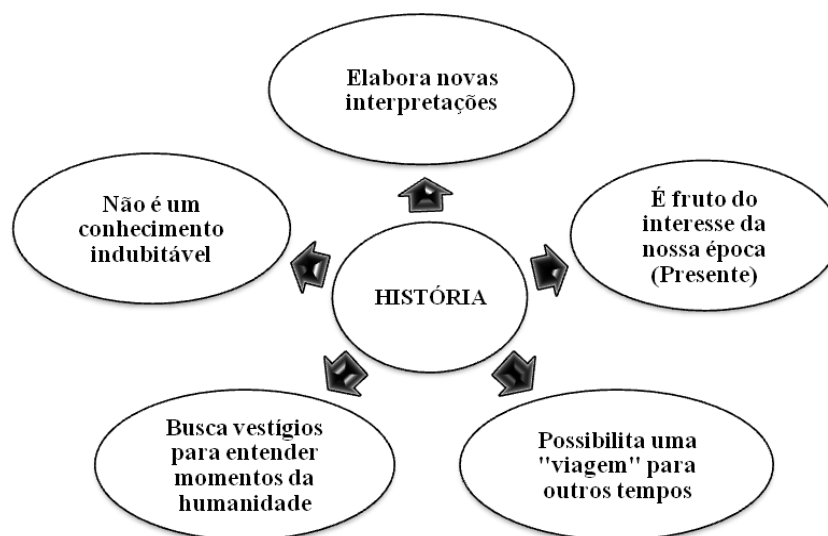 Elabora novas
interpretações
Não é um
conhecimento
indubitável
É fruto do
interesse da
nossa época
(Presente)
HISTÓRIA
Busca vestígios
para entender
momentos da
humanidade
Possibilita uma
"viagem" para
outros tempos